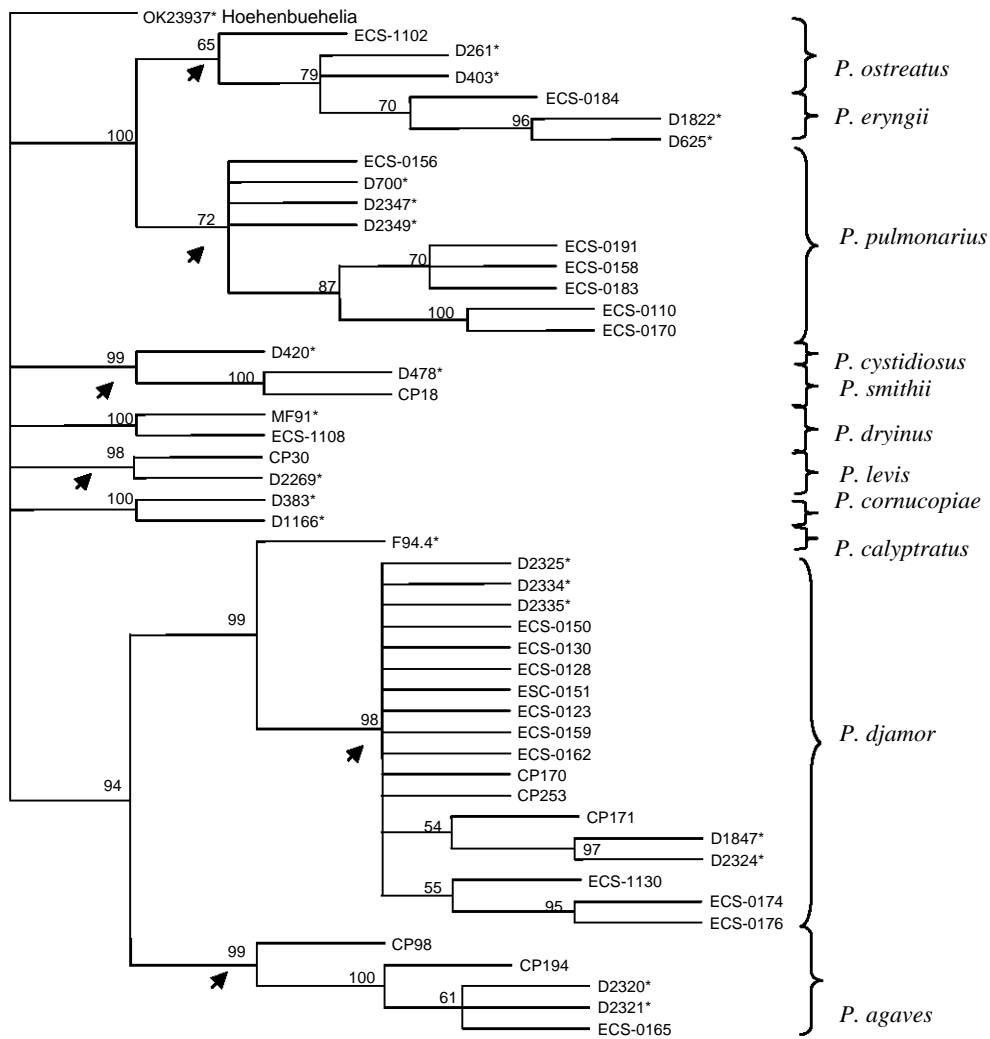 OK23937* Hoehenbuehelia
ECS-1102
65
D261*
P. ostreatus
79
D403*
ECS-0184
70
P. eryngii
D1822*
96
100
D625*
ECS-0156
D700*
D2347*
72
D2349*
P. pulmonarius
ECS-0191
70
ECS-0158
87
ECS-0183
ECS-0110
100
ECS-0170
99
D420*
P. cystidiosus
100
D478*
CP18
P. smithii
100
MF91*
ECS-1108
P. dryinus
98
CP30
D2269*
P. levis
100
D383*
P. cornucopiae
D1166*
F94.4*
P. calyptratus
D2325*
D2334*
D2335*
99
ECS-0150
ECS-0130
ECS-0128
ESC-0151
ECS-0123
98
ECS-0159
P. djamor
ECS-0162
CP170
94
CP253
CP171
54
D1847*
97
D2324*
ECS-1130
55
ECS-0174
95
ECS-0176
CP98
99
CP194
100
D2320*
61
D2321*
P. agaves
ECS-0165